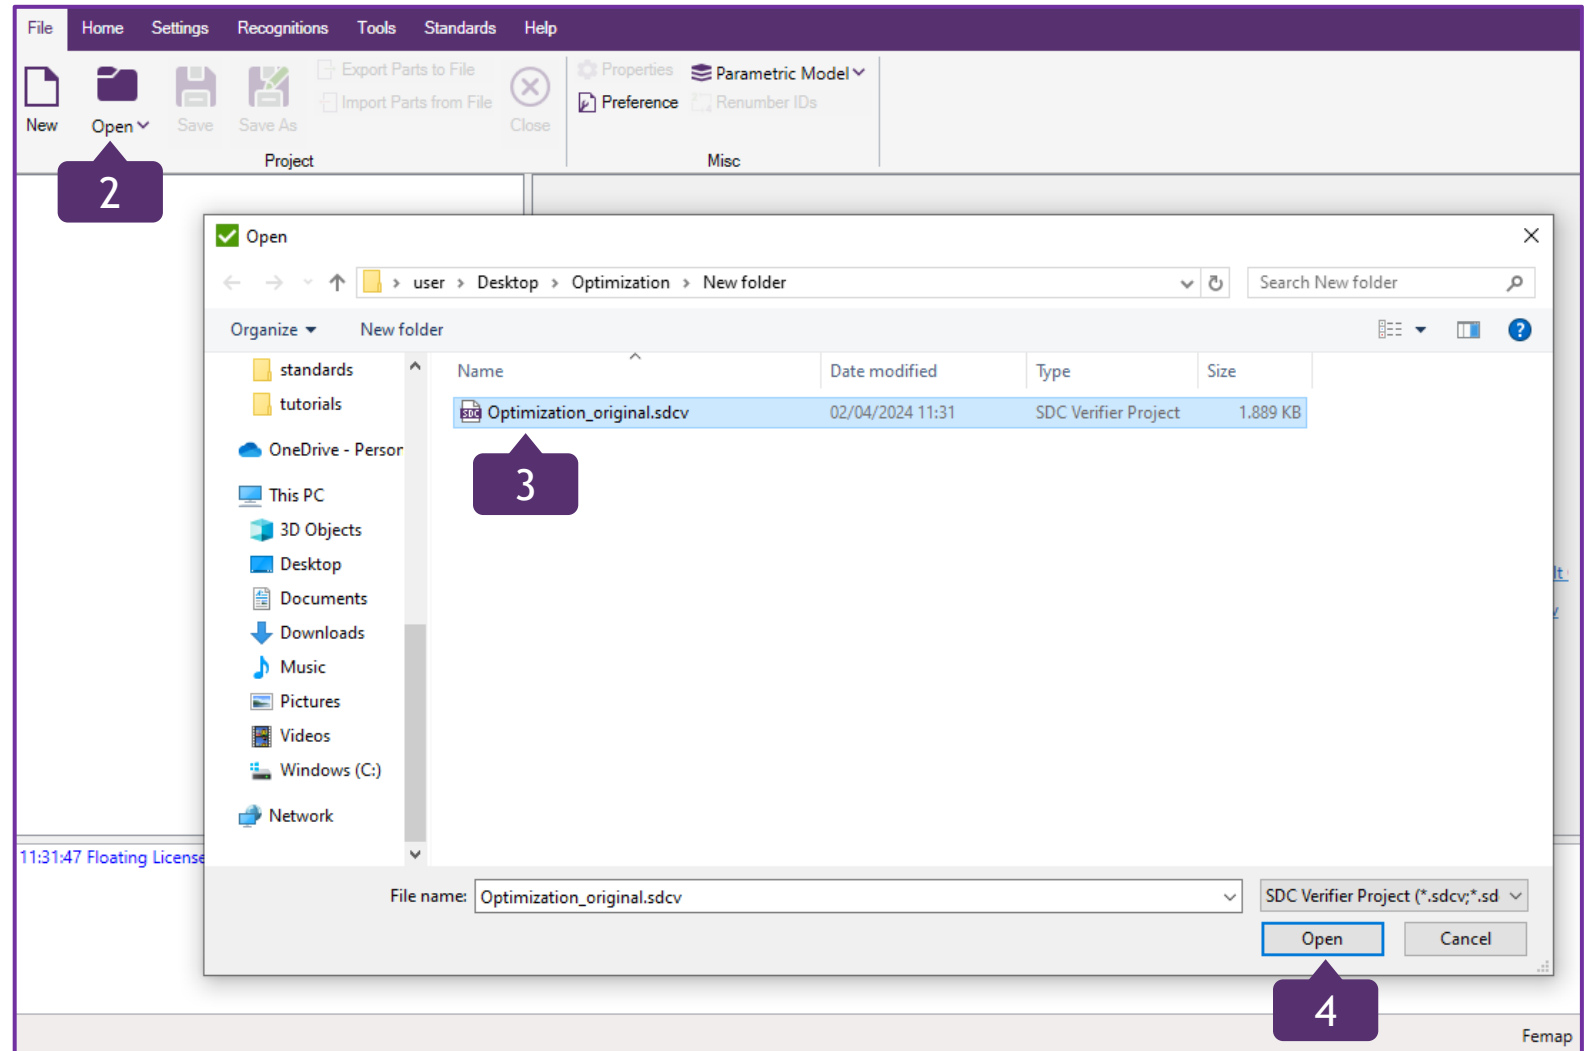 File Home Settings Recognitions Tools Standards Help
Export Parts to File
Properties Parametric Model
Import Parts from File
Preference Renumber IDs
New Open Save Save As Close
Project Misc
2
Open
user > Desktop > Optimization > New folder Search New folder
Organize New folder
standards Name Date modified Type Size
tutorials Optimization_original.sdcv 02/04/2024 11:31 SDC Verifier Project 1.889 KB
OneDrive - Person
3
This PC
3D Objects
Desktop
Documents
Downloads
Music
Pictures
Videos
Windows (C:)
Network
11:31:47 Floating License
File name: Optimization_original.sdcv SDC Verifier Project (*.sdcv;*.sd
Open Cancel
4
Femap